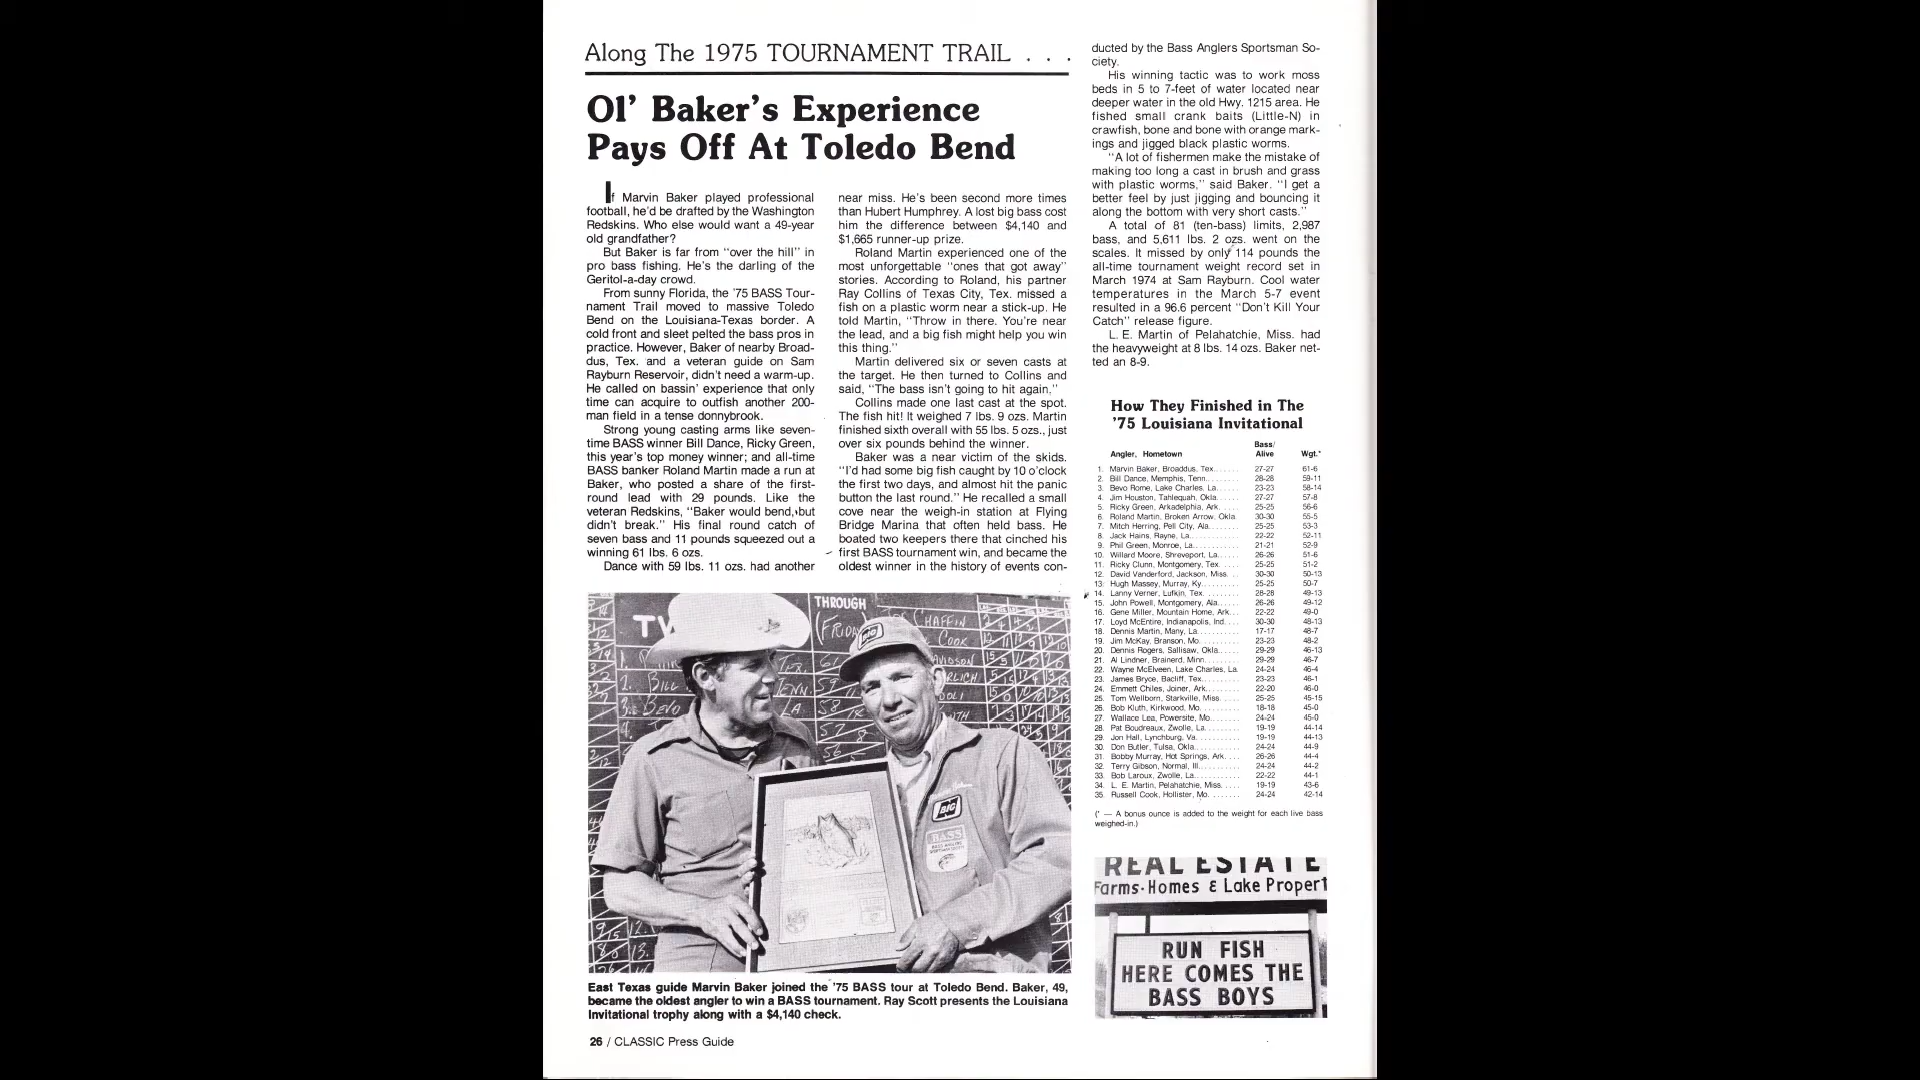 Along The 1975 TOURNAMENT TRAIL . . .
Ol' Baker's Experience
Pays Off At Toledo Bend
If Marvin Baker played professional
football, he'd be drafted by the Washington
Redskins. Who else would want a 49-year
old grandfather?
But Baker is far from "over the hill" in
pro bass fishing. He's the darling of the
Geritol-a-day crowd.
From sunny Florida, the '75 BASS Tour-
nament Trail moved to massive Toledo
Bend on the Louisiana-Texas border. A
cold front and sleet pelted the bass pros in
practice. However, Baker of nearby Broad-
dus, Tex. and a veteran guide on Sam
Rayburn Reservoir, didn't need a warm-up.
He called on bassin' experience that only
time can acquire to outfish another 200-
man field in a tense donnybrook.
Strong young casting arms like seven-
time BASS winner Bill Dance, Ricky Green,
this year's top money winner; and all-time
BASS banker Roland Martin made a run at
Baker, who posted a share of the first-
round lead with 29 pounds. Like the
veteran Redskins, "Baker would bend, but
didn't break." His final round catch of
seven bass and 11 pounds squeezed out a
winning 61 lbs. 6 ozs.
Dance with 59 lbs. 11 ozs. had another
near miss. He's been second more times
than Hubert Humphrey. A lost big bass cost
him the difference between $4,140 and
$1,665 runner-up prize.
Roland Martin experienced one of the
most unforgettable "ones that got away"
stories. According to Roland, his partner
Ray Collins of Texas City, Tex. missed a
fish on a plastic worm near a stick-up. He
told Martin, "Throw in there. You're near
the lead, and a big fish might help you win
this thing."
Martin delivered six or seven casts at
the target. He then turned to Collins and
said, "The bass isn't going to hit again."
Collins made one last cast at the spot.
The fish hit! It weighed 7 lbs. 9 ozs. Martin
finished sixth overall with 55 lbs. 5 ozs., just
over six pounds behind the winner.
Baker was a near victim of the skids.
"I'd had some big fish caught by 10 o'clock
the first two days, and almost hit the panic
button the last round." He recalled a small
cove near the weigh-in station at Flying
Bridge Marina that often held bass. He
boated two keepers there that cinched his
first BASS tournament win, and became the
oldest winner in the history of events con-
ducted by the Bass Anglers Sportsman So-
ciety.
His winning tactic was to work moss
beds in 5 to 7-feet of water located near
deeper water in the old Hwy. 1215 area. He
fished small crank baits (Little-N) in
crawfish, bone and bone with orange mark-
ings and jigged black plastic worms.
"A lot of fishermen make the mistake of
making too long a cast in brush and grass
with plastic worms," said Baker. "I get a
better feel by just jigging and bouncing it
along the bottom with very short casts."
A total of 81 (ten-bass) limits, 2,987
bass, and 5,611 lbs. 2 ozs. went on the
scales. It missed by only 114 pounds the
all-time tournament weight record set in
March 1974 at Sam Rayburn. Cool water
temperatures in the March 5-7 event
resulted in a 96.6 percent "Don't Kill Your
Catch" release figure.
L. E. Martin of Pelahatchie, Miss. had
the heavyweight at 8 lbs. 14 ozs. Baker net-
ted an 8-9.
How They Finished in The
'75 Louisiana Invitational
Angler, Hometown Bass/Alive Wgt.*
1. Marvin Baker, Broaddus, Tex. 27-27 61-6
2. Bill Dance, Memphis, Tenn. 28-28 59-11
3. Bevo Rome, Lake Charles, La. 23-23 58-14
4. Jim Houston, Tahlequah, Okla. 27-27 57-8
5. Ricky Green, Arkadelphia, Ark. 25-25 56-6
6. Roland Martin, Broken Arrow, Okla. 30-30 55-5
7. Mitch Herring, Pell City, Ala. 25-25 53-3
8. Jack Hains, Rayne, La. 22-22 52-11
9. Phil Green, Monroe, La. 21-21 52-9
10. Willard Moore, Shreveport, La. 26-26 51-6
11. Ricky Clunn, Montgomery, Tex. 25-25 51-2
12. David Vanderford, Jackson, Miss. 30-30 50-13
13. Hugh Massey, Murray, Ky. 25-25 50-7
14. Lanny Verner, Lufkin, Tex. 28-28 49-13
15. John Powell, Montgomery, Ala. 26-26 49-12
16. Gene Miller, Mountain Home, Ark. 22-22 49-0
17. Loyd McEntire, Indianapolis, Ind. 30-30 48-13
18. Dennis Martin, Many, La. 17-17 48-7
19. Jim McKay, Branson, Mo. 23-23 48-2
20. Dennis Rogers, Sallisaw, Okla. 29-29 46-13
21. Al Lindner, Brainerd, Minn. 29-29 46-7
22. Wayne McElveen, Lake Charles, La. 24-24 46-4
23. James Bryce, Bacliff, Tex. 23-23 46-1
24. Emmett Chiles, Joiner, Ark. 22-20 46-0
25. Tom Wellborn, Starkville, Miss. 25-25 45-15
26. Bob Kluth, Kirkwood, Mo. 18-18 45-0
27. Wallace Lea, Powersite, Mo. 24-24 45-0
28. Pat Boudreaux, Zwolle, La. 19-19 44-14
29. Jon Hall, Lynchburg, Va. 19-19 44-13
30. Don Butler, Tulsa, Okla. 24-24 44-9
31. Bobby Murray, Hot Springs, Ark. 26-26 44-4
32. Terry Gibson, Normal, Ill. 24-24 44-2
33. Bob Laroux, Zwolle, La. 22-22 44-1
34. L. E. Martin, Pelahatchie, Miss. 19-19 43-6
35. Russell Cook, Hollister, Mo. 24-24 42-14
(* — A bonus ounce is added to the weight for each live bass
weighed-in.)
THROUGH
(FRIDAY
CHAFFIN
COOK
2. BILL TENN. 59
3. BEVO LA 58
BIG
BASS
REAL ESTATE
Farms-Homes & Lake Propert
RUN FISH
HERE COMES THE
BASS BOYS
East Texas guide Marvin Baker joined the '75 BASS tour at Toledo Bend. Baker, 49,
became the oldest angler to win a BASS tournament. Ray Scott presents the Louisiana
Invitational trophy along with a $4,140 check.
26 / CLASSIC Press Guide